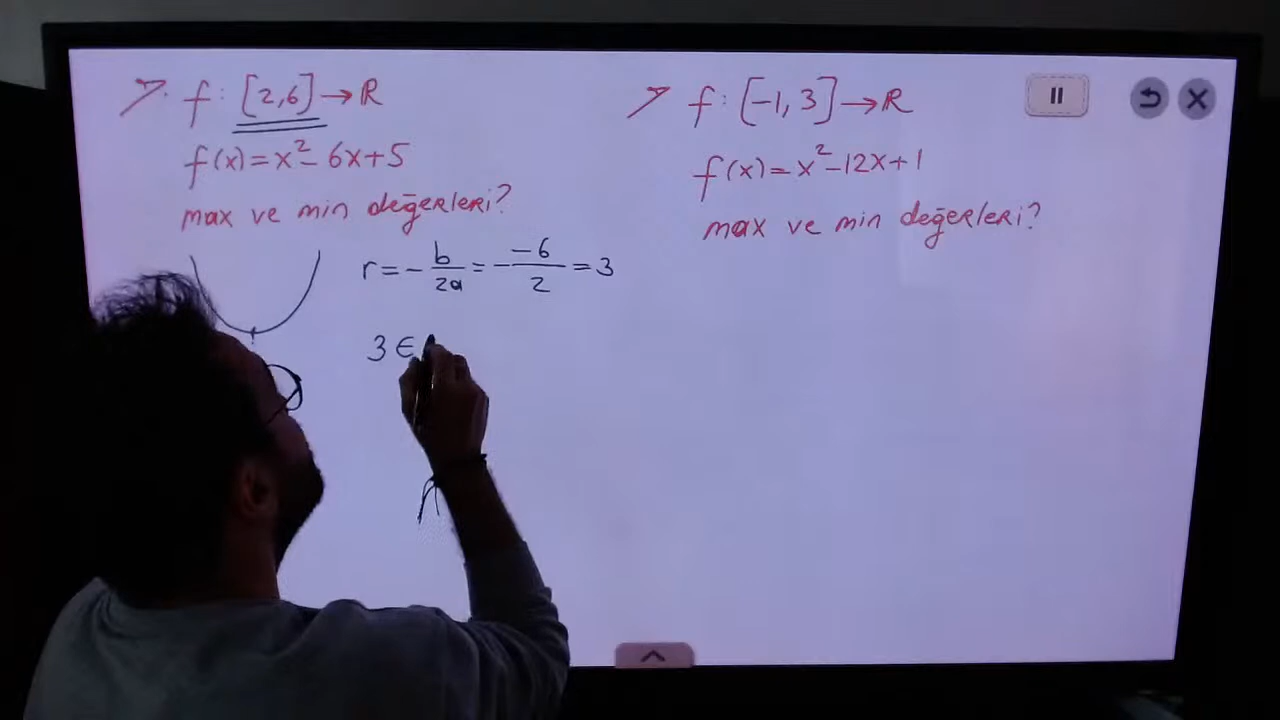 f: [2,6] → R
f(x) = x² - 6x + 5
max ve min değerleri?
r = - b/2a = - -6/2 = 3
3 ∈
f: [-1, 3] → R
f(x) = x² - 12x + 1
max ve min değerleri?